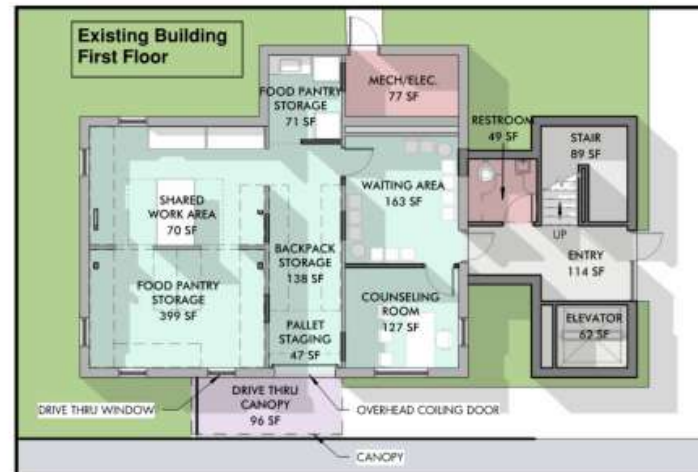 Existing Building
First Floor
MECH/ELEC.
77 SF
FOOD PANTRY
STORAGE
71 SF
RESTROOM
49 SF
STAIR
89 SF
WAITING AREA
163 SF
SHARED
WORK AREA
70 SF
UP
BACKPACK
STORAGE
138 SF
ENTRY
114 SF
FOOD PANTRY
STORAGE
399 SF
COUNSELING
ROOM
127 SF
PALLET
STAGING
47 SF
ELEVATOR
62 SF
DRIVE THRU WINDOW
DRIVE THRU
CANOPY
96 SF
OVERHEAD COILING DOOR
CANOPY